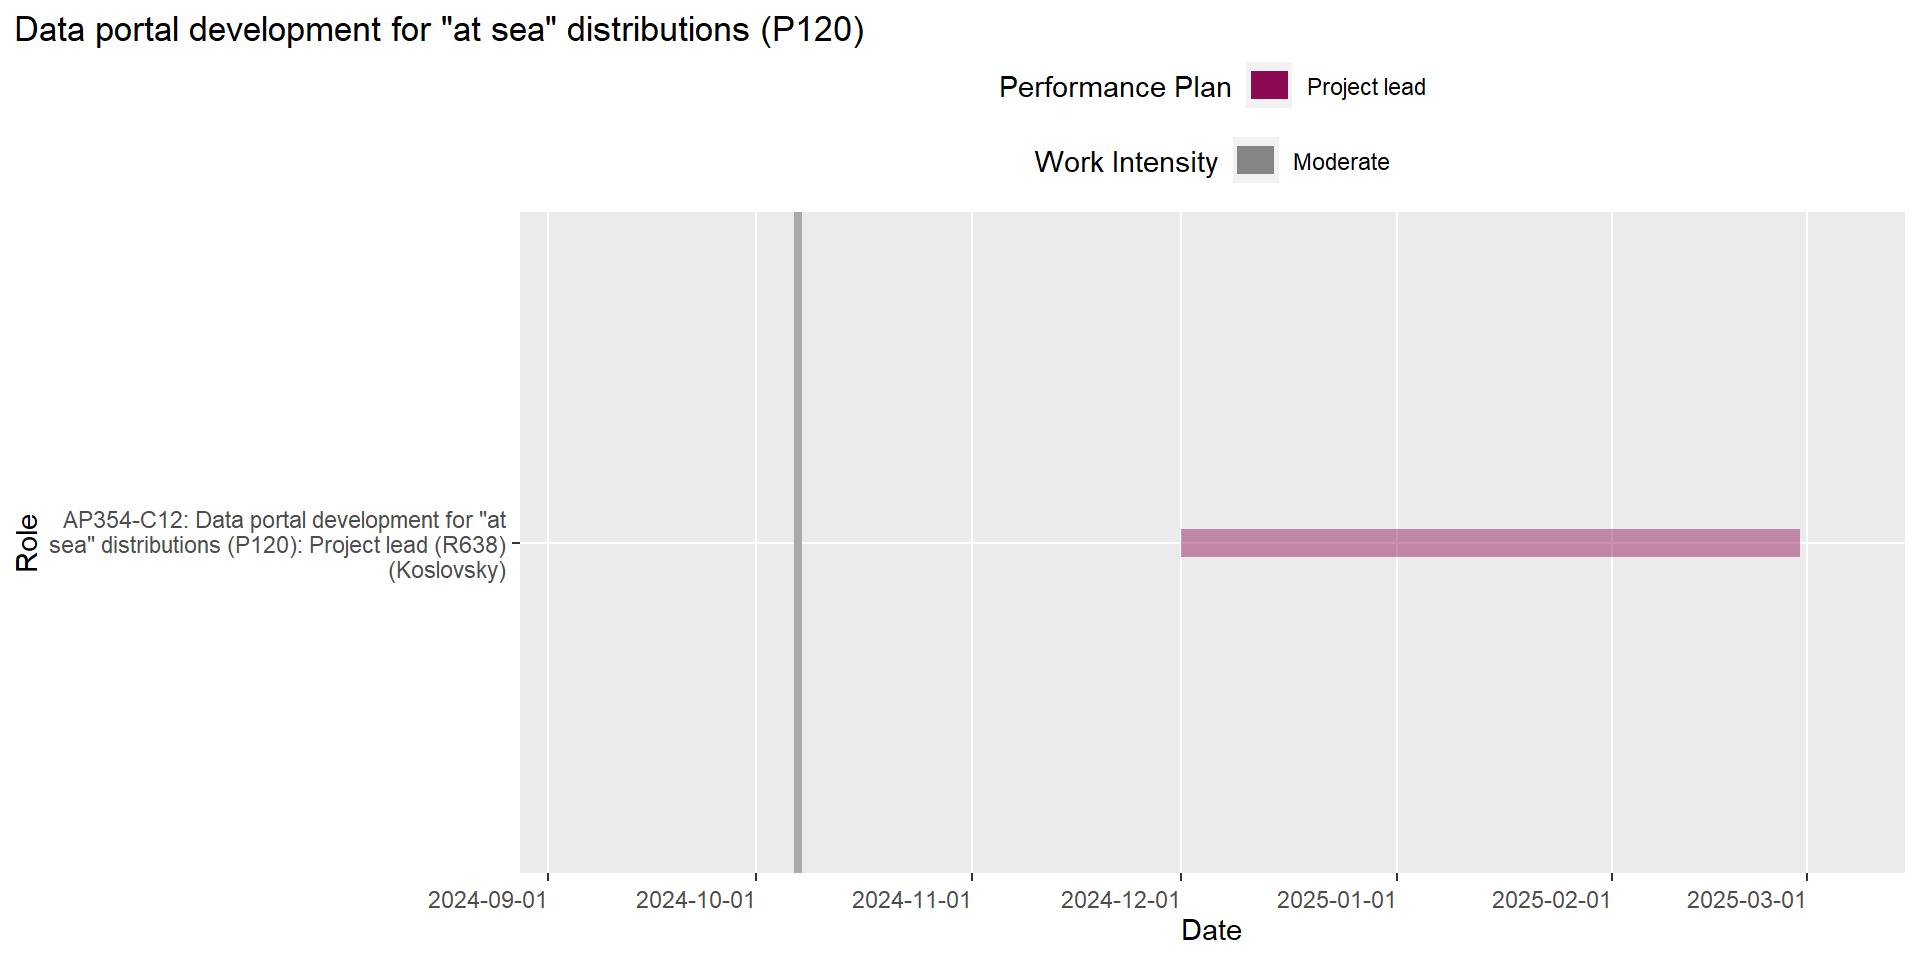 Data portal development for "at sea" distributions (P120)
Performance Plan
Project lead
Work Intensity
Moderate
Role
AP354-C12: Data portal development for "at
sea" distributions (P120): Project lead (R638)
(Koslovsky)
2024-09-01
2024-10-01
2024-11-01
2024-12-01
2025-01-01
2025-02-01
2025-03-01
Date